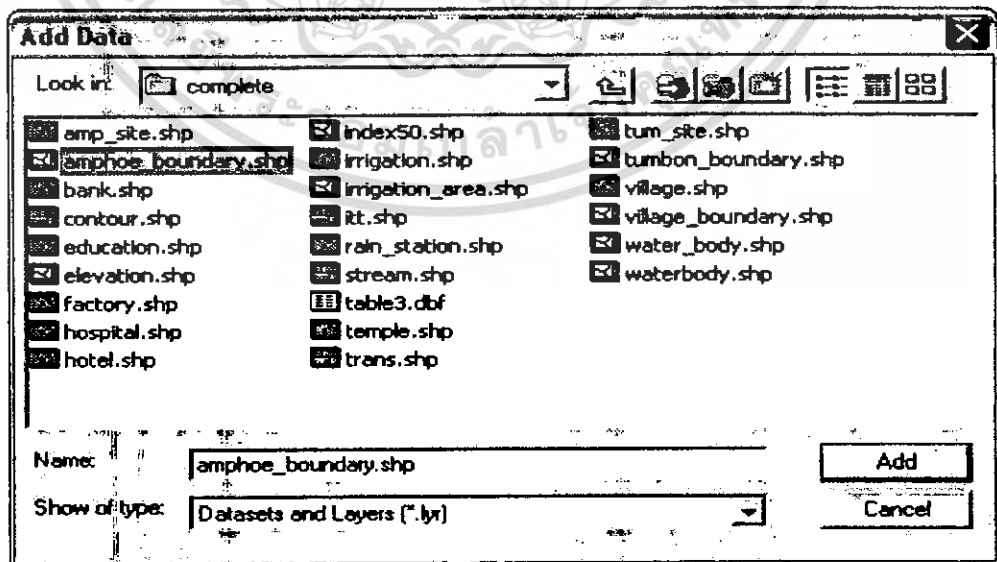 Add Data
Look in: complete
amp_site.shp
amphoe_boundary.shp
bank.shp
contour.shp
education.shp
elevation.shp
factory.shp
hospital.shp
hotel.shp
index50.shp
irrigation.shp
irrigation_area.shp
itt.shp
rain_station.shp
stream.shp
table3.dbf
temple.shp
trans.shp
tum_site.shp
tumbon_boundary.shp
village.shp
village_boundary.shp
water_body.shp
waterbody.shp
Name: amphoe_boundary.shp
Add
Show of type: Datasets and Layers (*.lyr)
Cancel